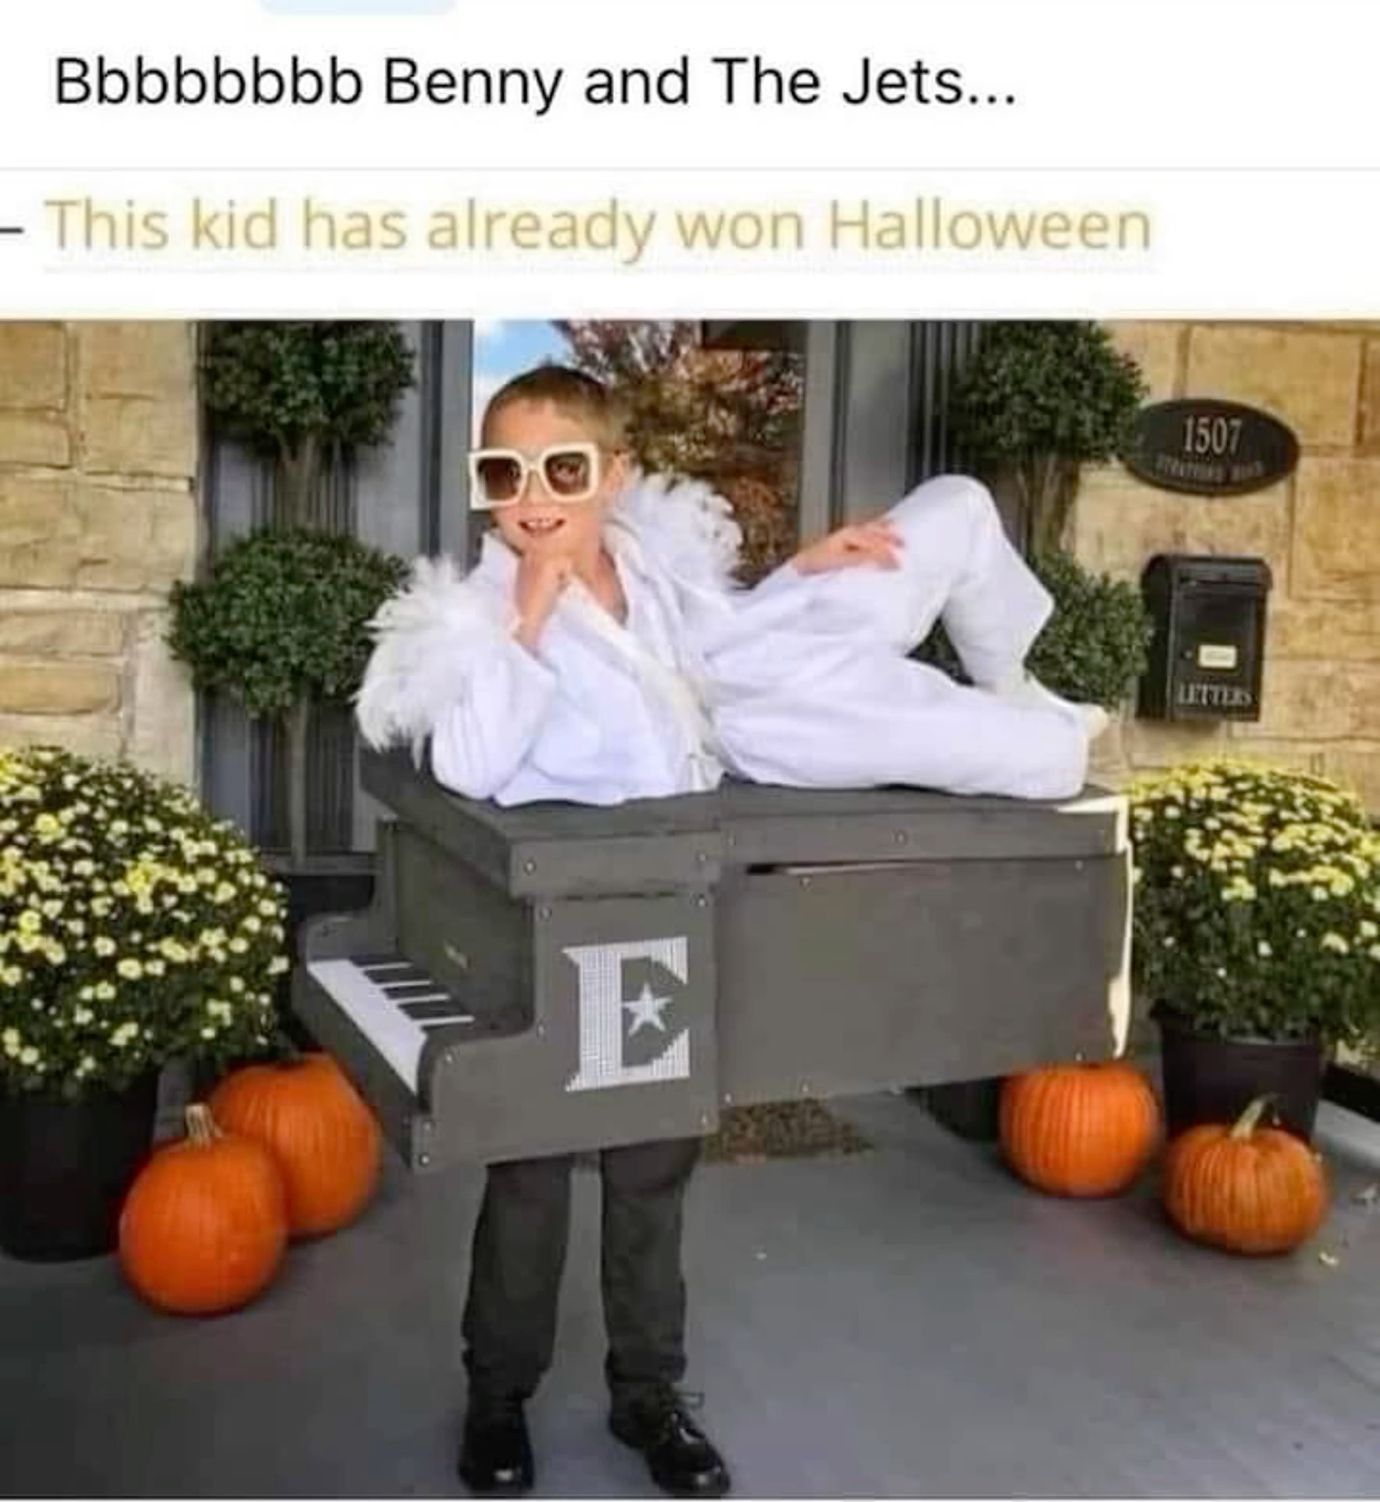 Bbbbbbbb Benny and The Jets...
– This kid has already won Halloween
1507
LETTERS
E